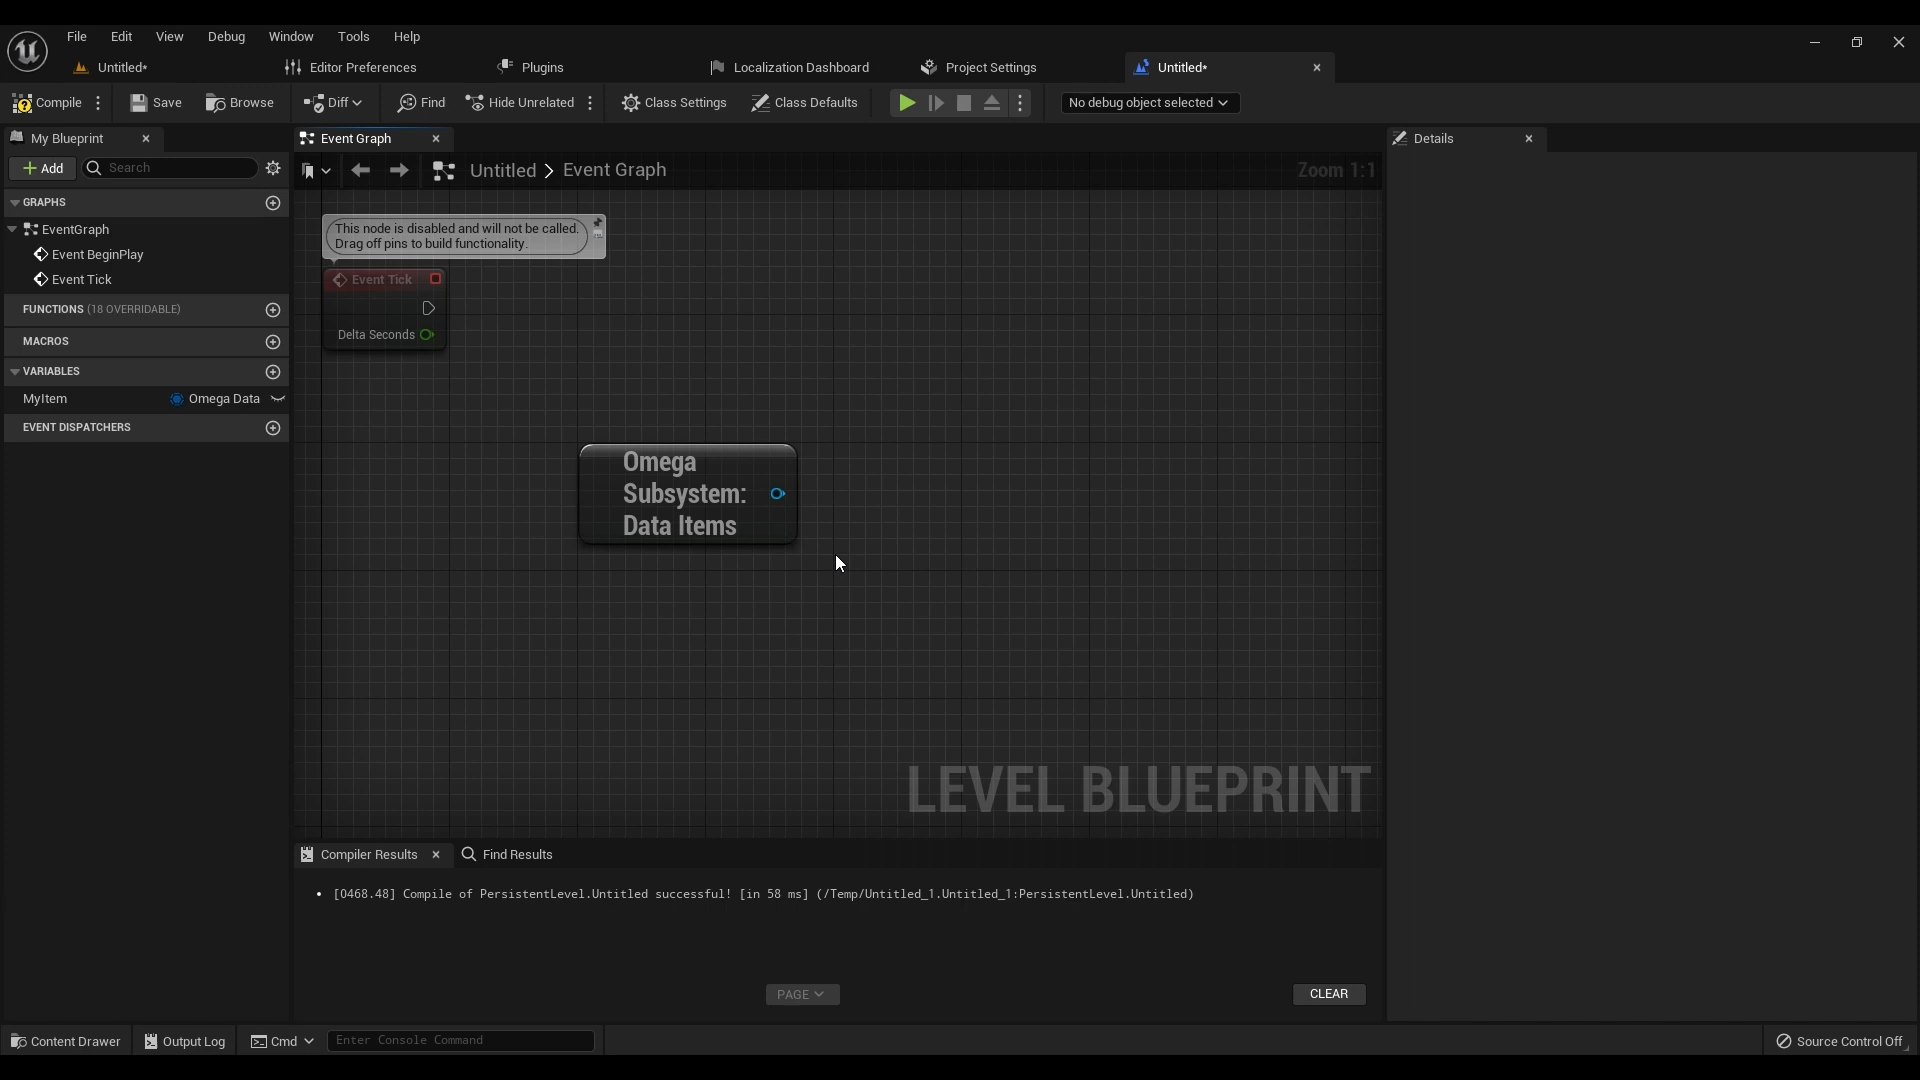 File Edit View Debug Window Tools Help
Untitled* Editor Preferences Plugins Localization Dashboard Project Settings Untitled*
Compile Save Browse Diff Find Hide Unrelated Class Settings Class Defaults No debug object selected
My Blueprint
Add Search
GRAPHS
EventGraph
Event BeginPlay
Event Tick
FUNCTIONS (18 OVERRIDABLE)
MACROS
VARIABLES
MyItem Omega Data
EVENT DISPATCHERS
Event Graph
Untitled > Event Graph Zoom 1:1
This node is disabled and will not be called.
Drag off pins to build functionality.
Event Tick
Delta Seconds
Omega
Subsystem:
Data Items
LEVEL BLUEPRINT
Details
Compiler Results Find Results
• [0468.48] Compile of PersistentLevel.Untitled successful! [in 58 ms] (/Temp/Untitled_1.Untitled_1:PersistentLevel.Untitled)
PAGE CLEAR
Content Drawer Output Log Cmd Enter Console Command Source Control Off